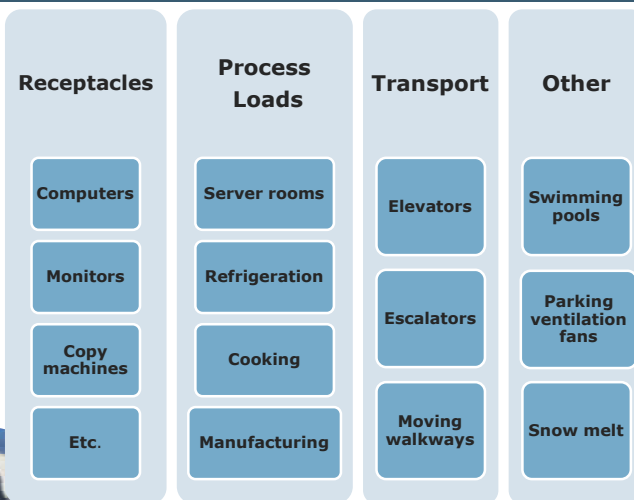 Receptacles
Computers
Monitors
Copy
machines
Etc.
Process
Loads
Server rooms
Refrigeration
Cooking
Manufacturing
Transport
Elevators
Escalators
Moving
walkways
Other
Swimming
pools
Parking
ventilation
fans
Snow melt